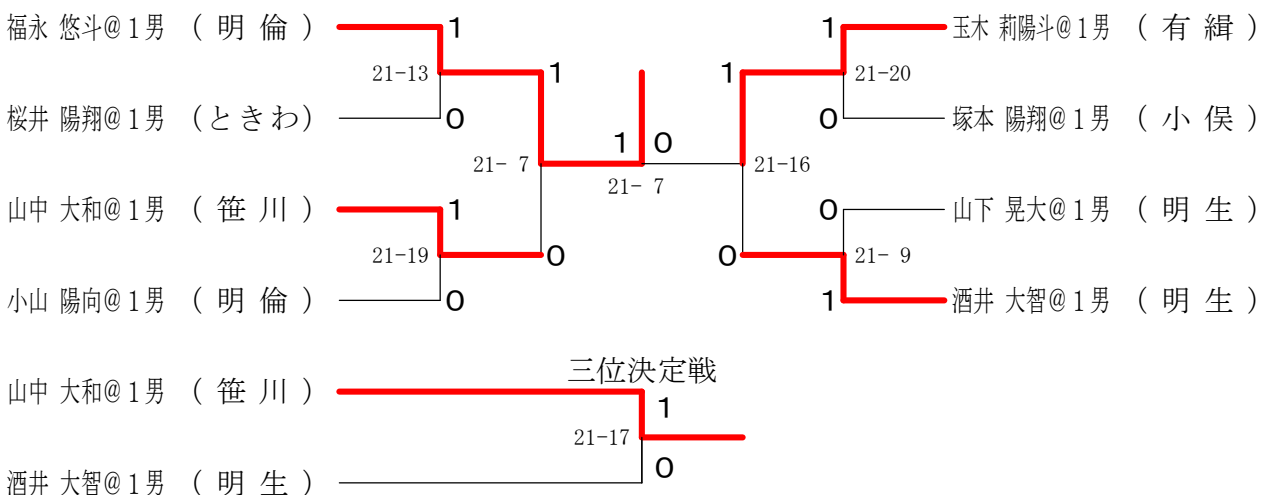 福永 悠斗@1男 ( 明 倫 ) 1 1 玉木 莉陽斗@1男 ( 有 緝 )
21-13 1 1 21-20
桜井 陽翔@1男 (ときわ) 0 0 塚本 陽翔@1男 ( 小 俣 )
1 0
21- 7 21- 7 21-16
山中 大和@1男 ( 笹 川 ) 1 0 山下 晃大@1男 ( 明 生 )
21-19 0 0 21- 9
小山 陽向@1男 ( 明 倫 ) 0 1 酒井 大智@1男 ( 明 生 )
三位決定戦
山中 大和@1男 ( 笹 川 ) 1
21-17
酒井 大智@1男 ( 明 生 ) 0